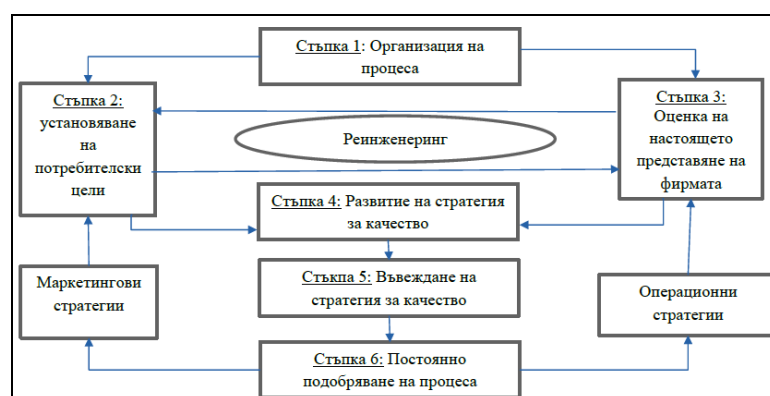 Стъпка 1: Организация на
процеса
Стъпка 2:
установяване
на
потребителски
цели
Стъпка 3:
Оценка на
настоящето
представяне на
фирмата
Реинженеринг
Стъпка 4: Развитие на стратегия
за качество
Стъкпа 5: Въвеждане на
стратегия за качество
Маркетингови
стратегии
Операционни
стратегии
Стъпка 6: Постоянно
подобряване на процеса